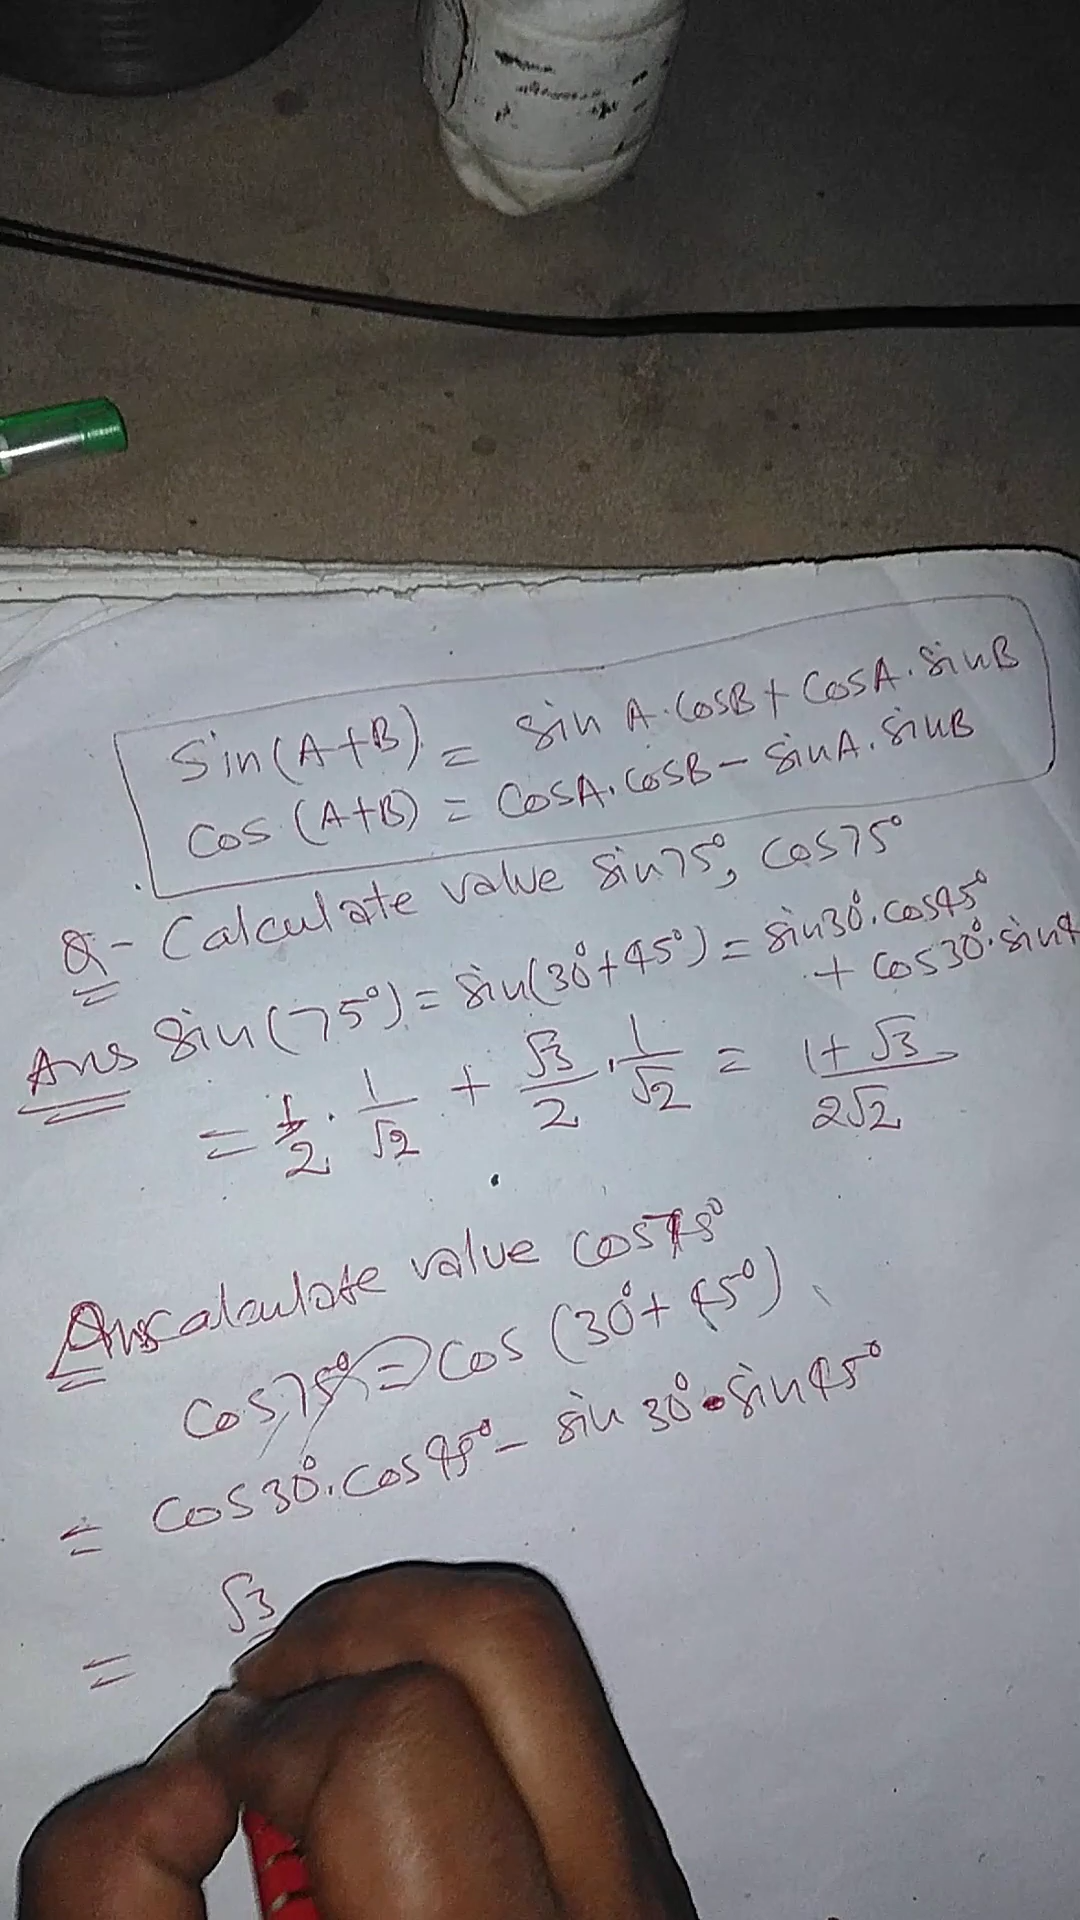 Sin(A+B) = sin A.cosB + cosA.sinB
cos(A+B) = cosA.cosB - sinA.sinB
Q- Calculate value sin75°, cos75°
Ans sin(75°) = sin(30°+45°) = sin30°.cos45°
+ cos30°.sin4
= 1/2 . 1/√2 + √3/2 . 1/√2 = 1+√3/2√2
calculate value cos75°
cos75° = cos (30°+45°)
= cos30°.cos45° - sin30°.sin45°
= √3